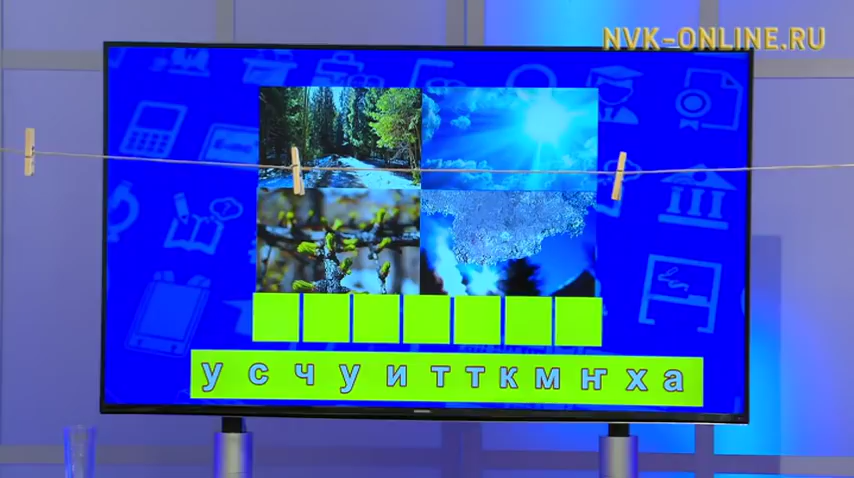 NVK-ONLINE.RU
у с ч у и т т к м ҥ х а